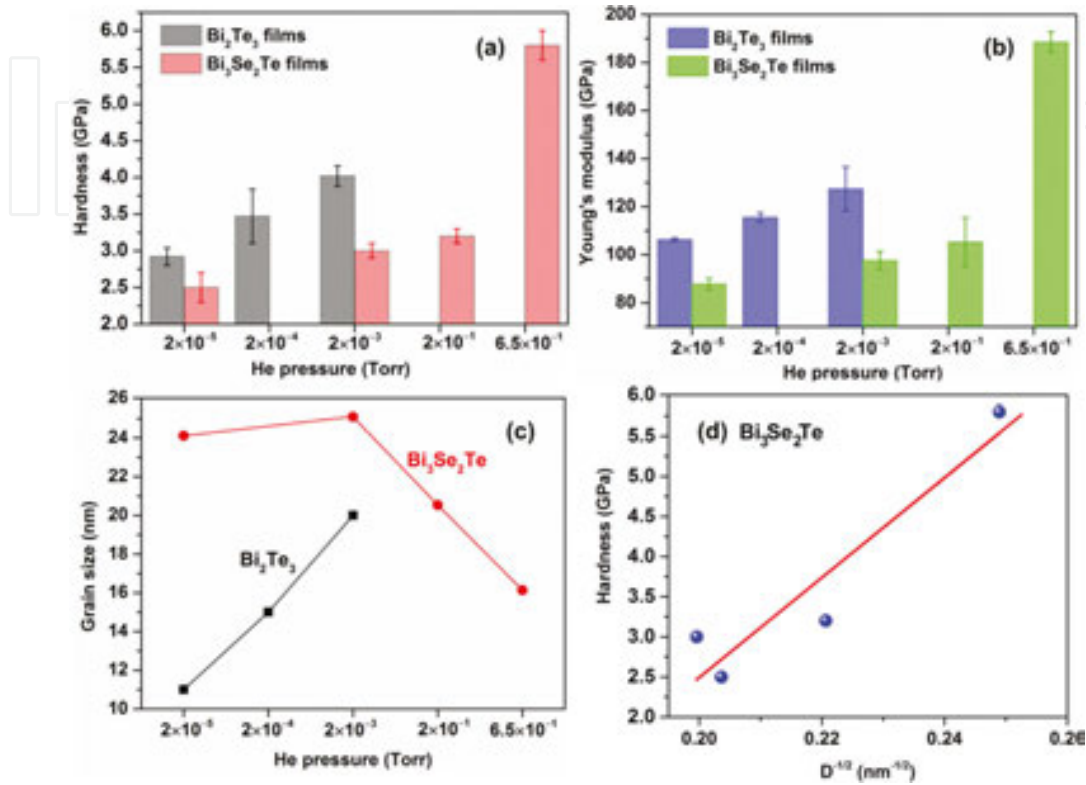 (a)
Bi₂Te₃ films
Bi₃Se₂Te films
6.0
5.5
5.0
4.5
4.0
3.5
3.0
2.5
2.0
Hardness (GPa)
2×10⁻⁵ 2×10⁻⁴ 2×10⁻³ 2×10⁻¹ 6.5×10⁻¹
He pressure (Torr)
(b)
Bi₂Te₃ films
Bi₃Se₂Te films
200
180
160
140
120
100
80
Young's modulus (GPa)
2×10⁻⁵ 2×10⁻⁴ 2×10⁻³ 2×10⁻¹ 6.5×10⁻¹
He pressure (Torr)
(c)
26
24
22
20
18
16
14
12
10
Grain size (nm)
Bi₃Se₂Te
Bi₂Te₃
2×10⁻⁵ 2×10⁻⁴ 2×10⁻³ 2×10⁻¹ 6.5×10⁻¹
He pressure (Torr)
(d) Bi₃Se₂Te
6.0
5.5
5.0
4.5
4.0
3.5
3.0
2.5
2.0
Hardness (GPa)
0.20 0.22 0.24 0.26
D⁻¹/² (nm⁻¹/²)